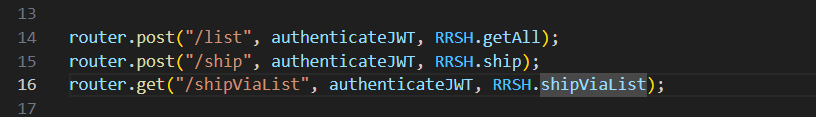 13
14 router.post("/list", authenticateJWT, RRSH.getAll);
15 router.post("/ship", authenticateJWT, RRSH.ship);
16 router.get("/shipViaList", authenticateJWT, RRSH.shipViaList);
17